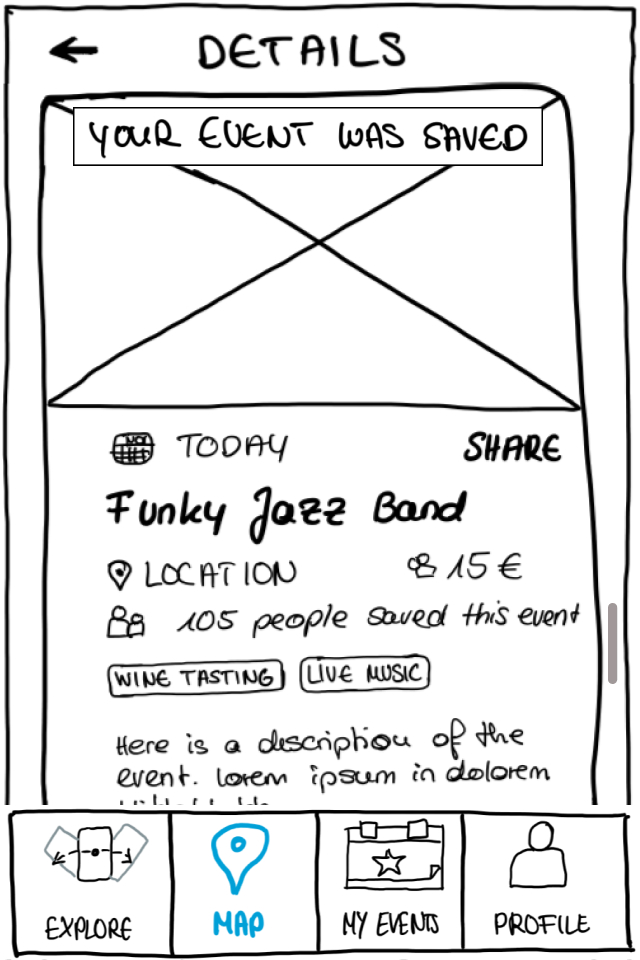 DETAILS
YOUR EVENT WAS SAVED
TODAY SHARE
Funky Jazz Band
LOCATION 15 €
105 people saved this event
WINE TASTING LIVE MUSIC
Here is a description of the
event. lorem ipsum in dolorem
EXPLORE MAP MY EVENTS PROFILE